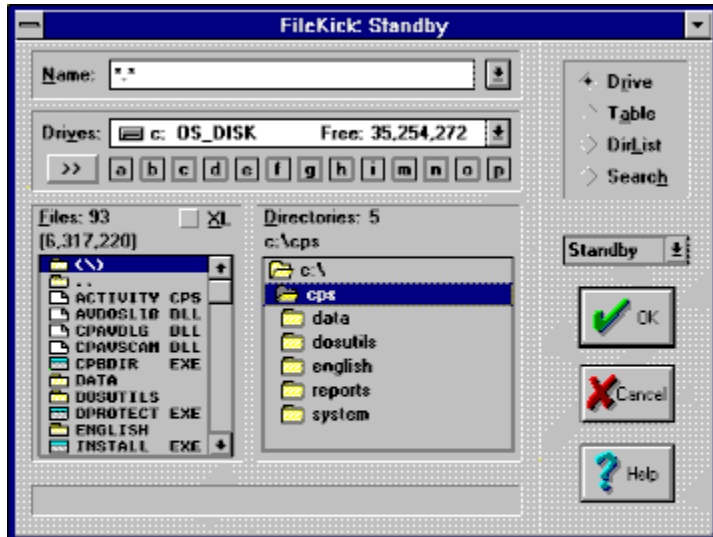 FileKick: Standby
Name: *.*
Drives: c: OS_DISK Free: 35,254,272
>> a b c d e f g h i m n o p
Files: 93 XL
(6,317,220)
<\>
..
ACTIVITY CPS
AVDOSLIB DLL
CPAVDLG DLL
CPAVSCAN DLL
CPBDIR EXE
DATA
DOSUTILS
DPROTECT EXE
ENGLISH
INSTALL EXE
Directories: 5
c:\cps
c:\
cps
data
dosutils
english
reports
system
Drive
Table
DirList
Search
Standby
OK
Cancel
Help